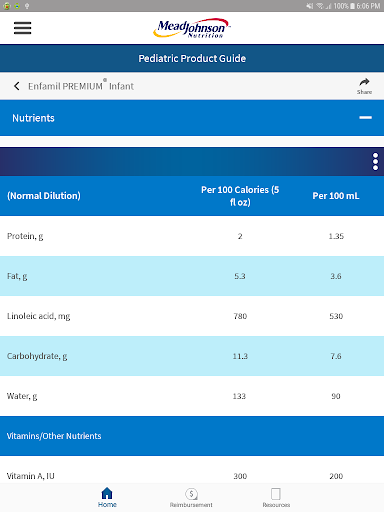 100% 6:06 PM
MeadJohnson™
Nutrition
Pediatric Product Guide
Enfamil PREMIUM® Infant
Share
Nutrients
(Normal Dilution) Per 100 Calories (5 fl oz) Per 100 mL
Protein, g 2 1.35
Fat, g 5.3 3.6
Linoleic acid, mg 780 530
Carbohydrate, g 11.3 7.6
Water, g 133 90
Vitamins/Other Nutrients
Vitamin A, IU 300 200
Home Reimbursement Resources